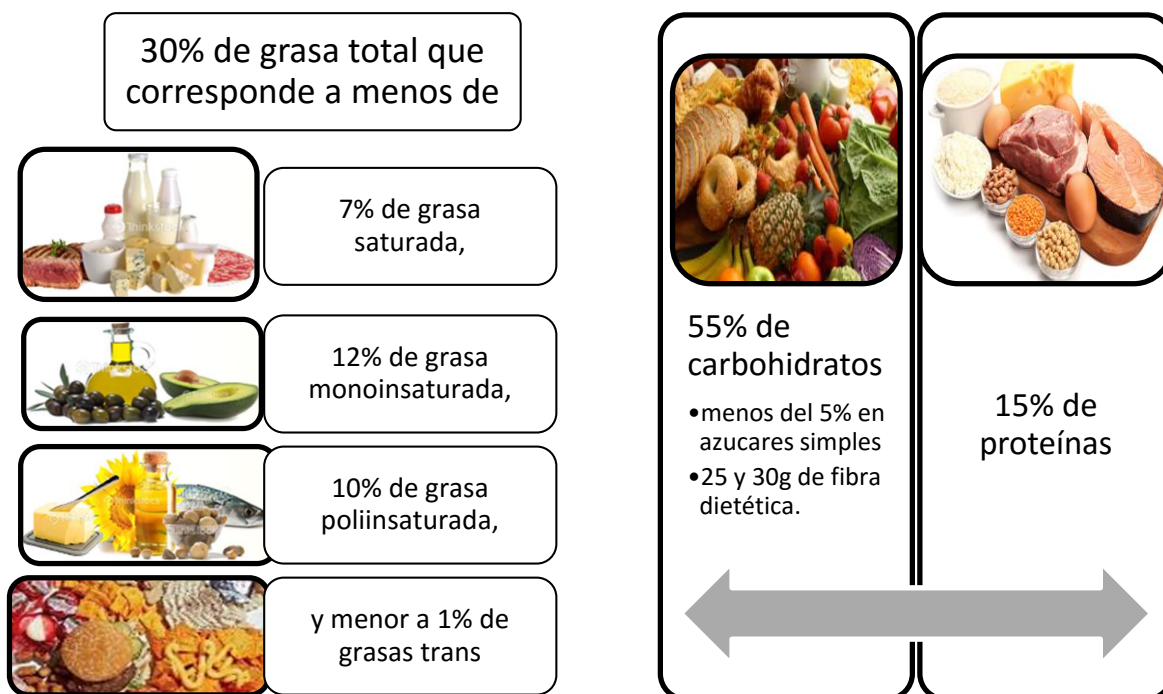 30% de grasa total que
corresponde a menos de
7% de grasa
saturada,
12% de grasa
monoinsaturada,
10% de grasa
poliinsaturada,
y menor a 1% de
grasas trans
55% de
carbohidratos
•menos del 5% en
azucares simples
•25 y 30g de fibra
dietética.
15% de
proteínas